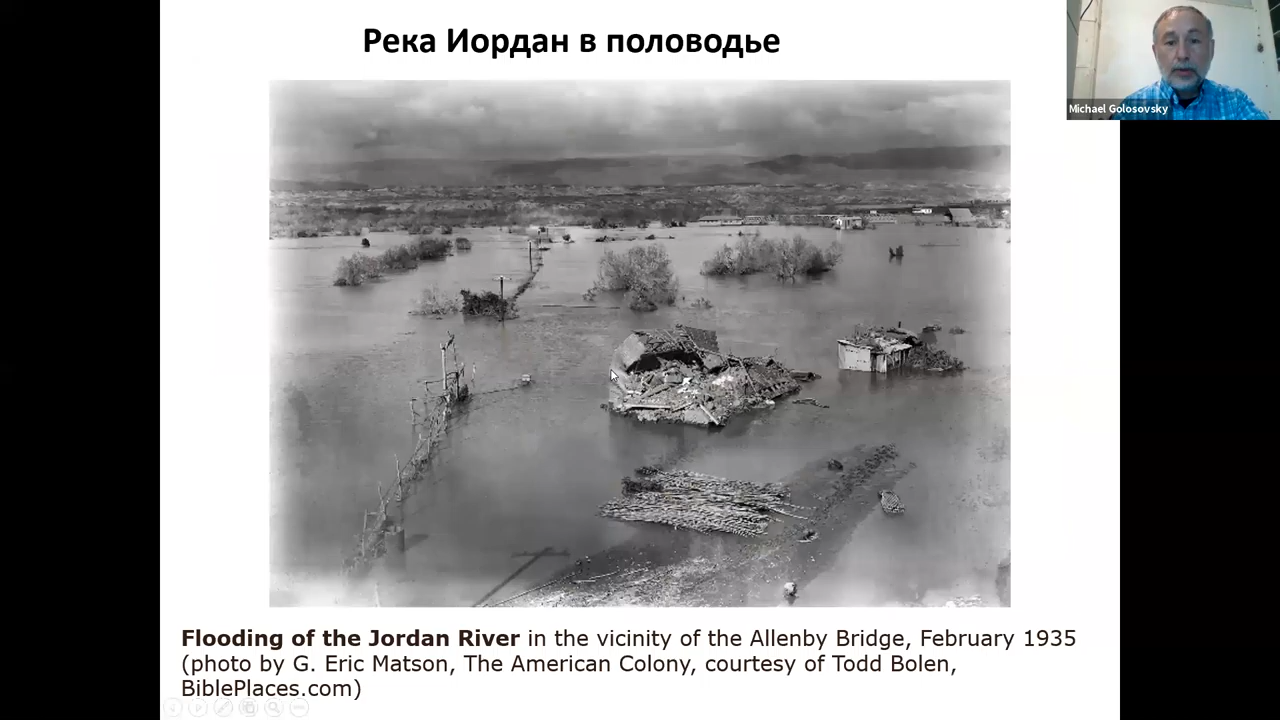 Река Иордан в половодье
Michael Golosovsky
Flooding of the Jordan River in the vicinity of the Allenby Bridge, February 1935
(photo by G. Eric Matson, The American Colony, courtesy of Todd Bolen,
BiblePlaces.com)